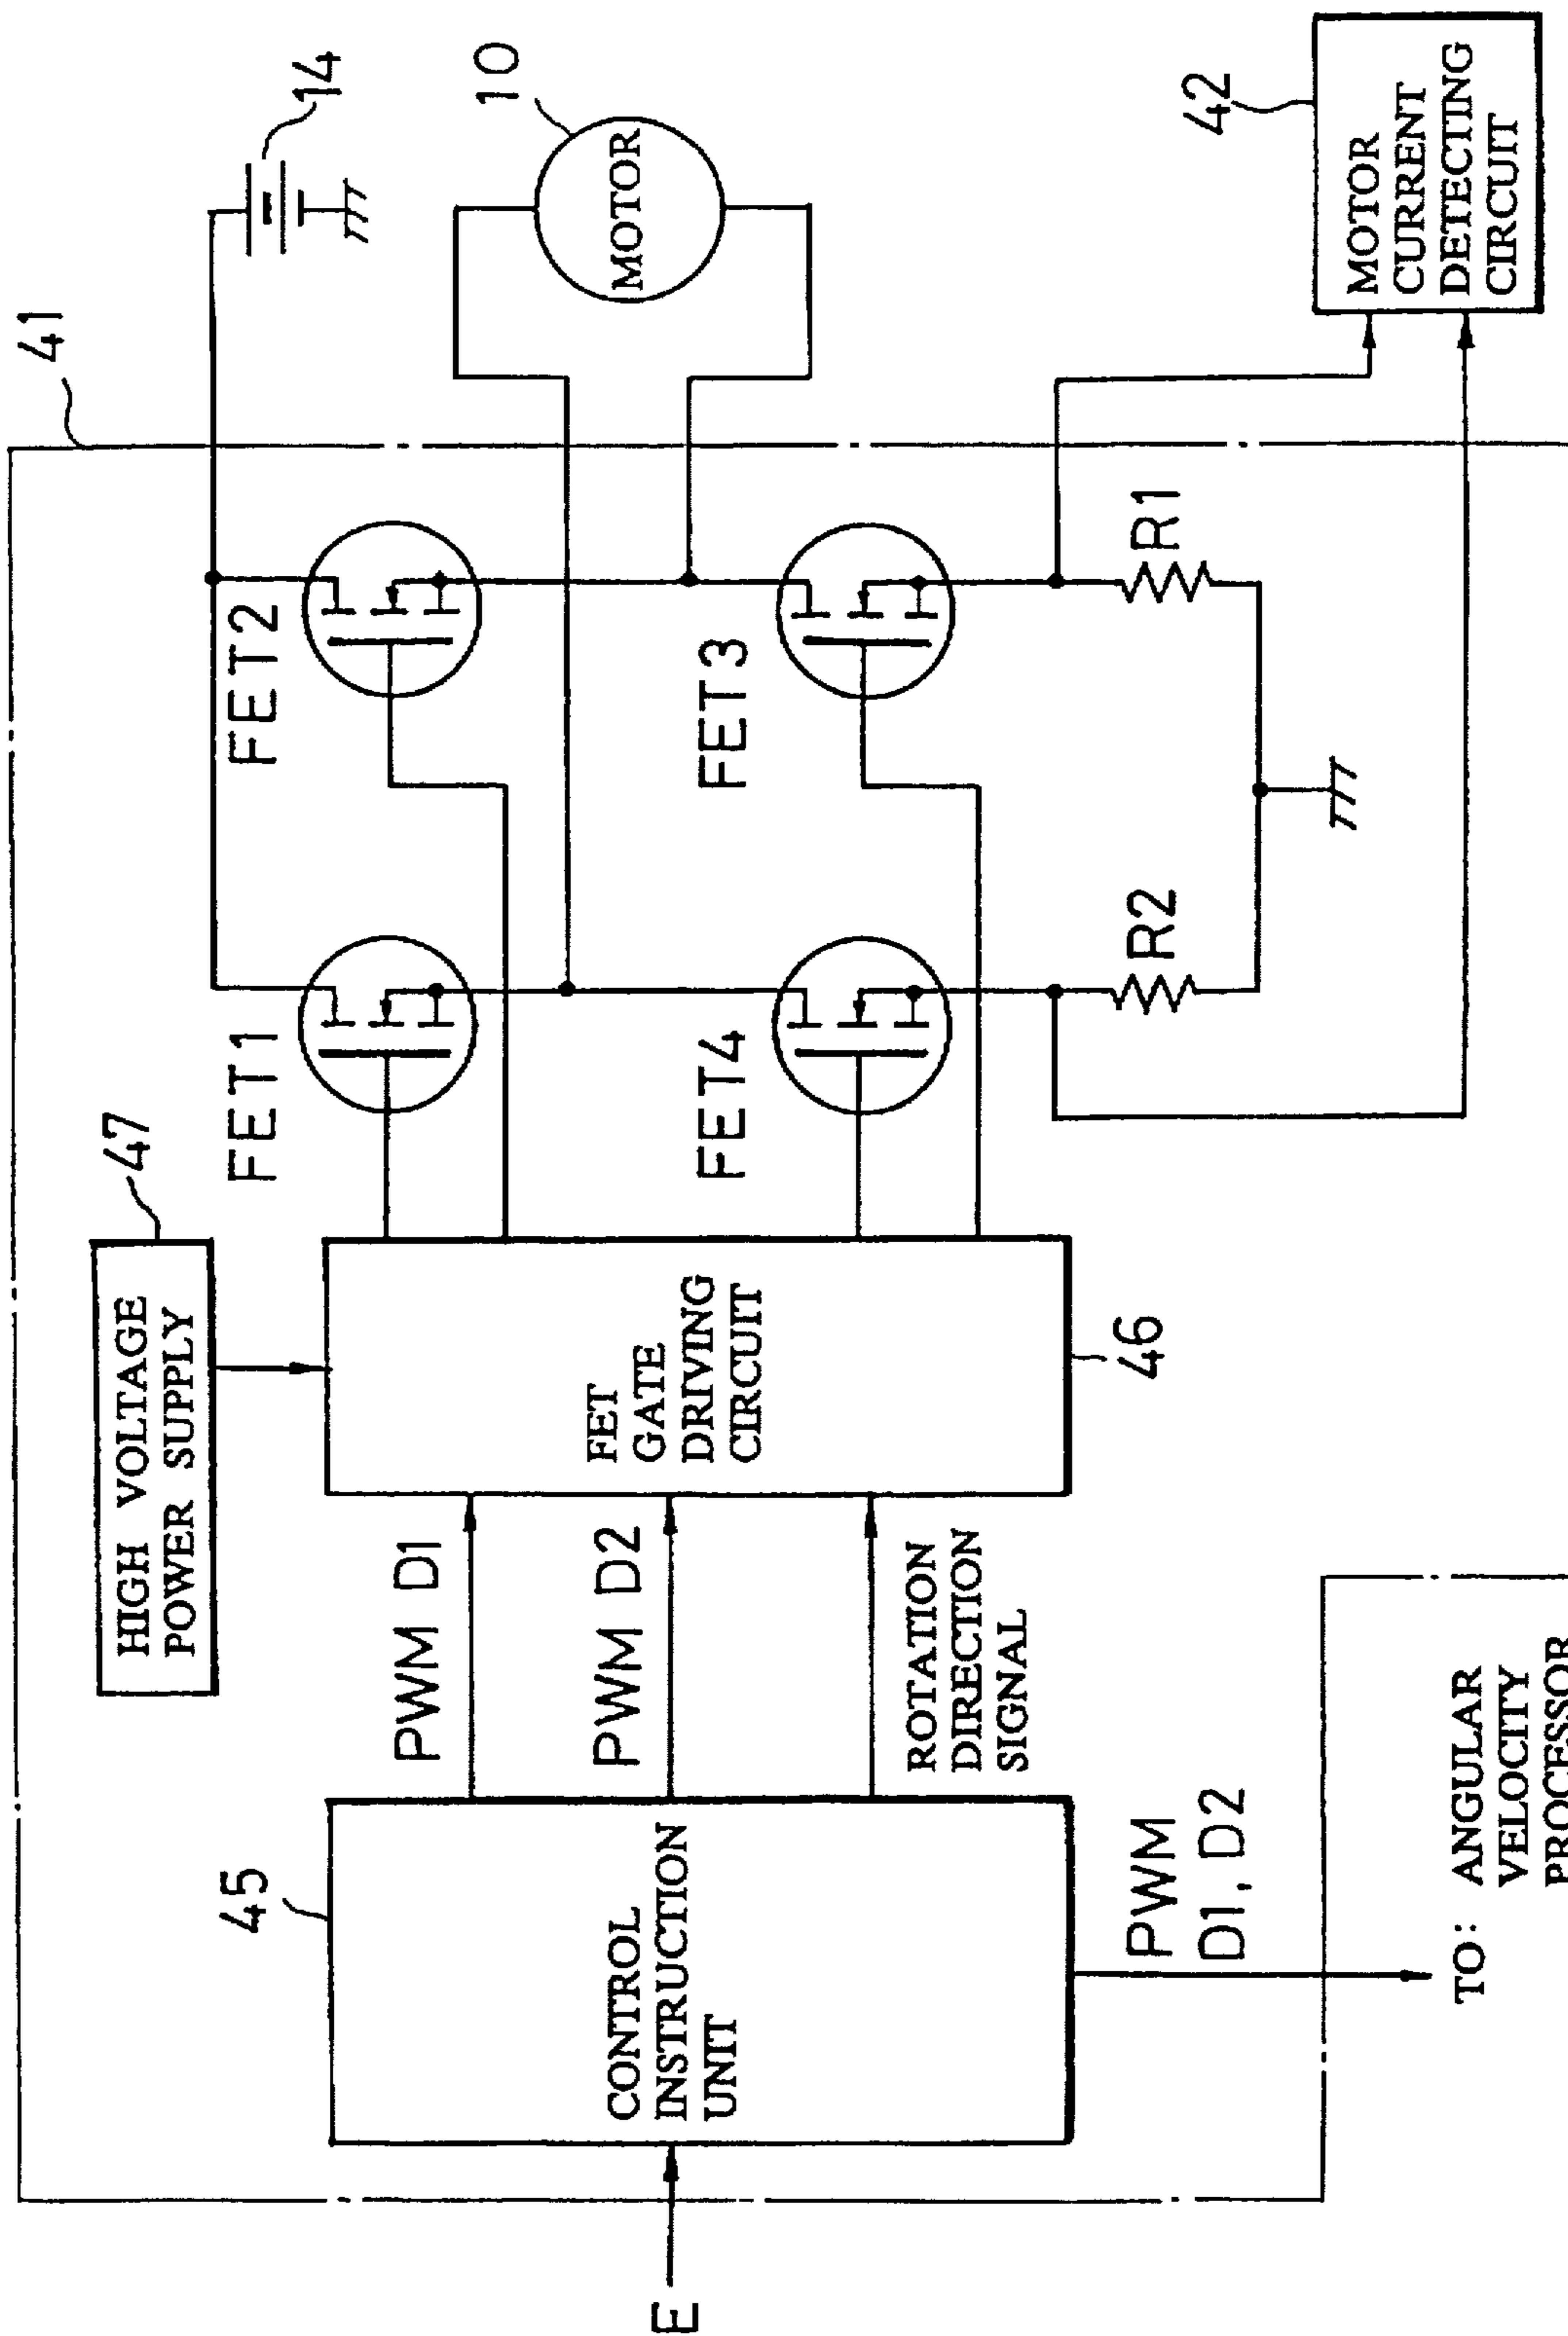 41
14
47
HIGH VOLTAGE
POWER SUPPLY
FET1
FET2
10
MOTOR
45
PWM D1
PWM D2
CONTROL
INSTRUCTION
UNIT
E
FET
GATE
DRIVING
CIRCUIT
FET4
FET3
ROTATION
DIRECTION
SIGNAL
46
R2
R1
42
MOTOR
CURRENT
DETECTING
CIRCUIT
PWM
D1, D2
TO: ANGULAR
VELOCITY
PROCESSOR